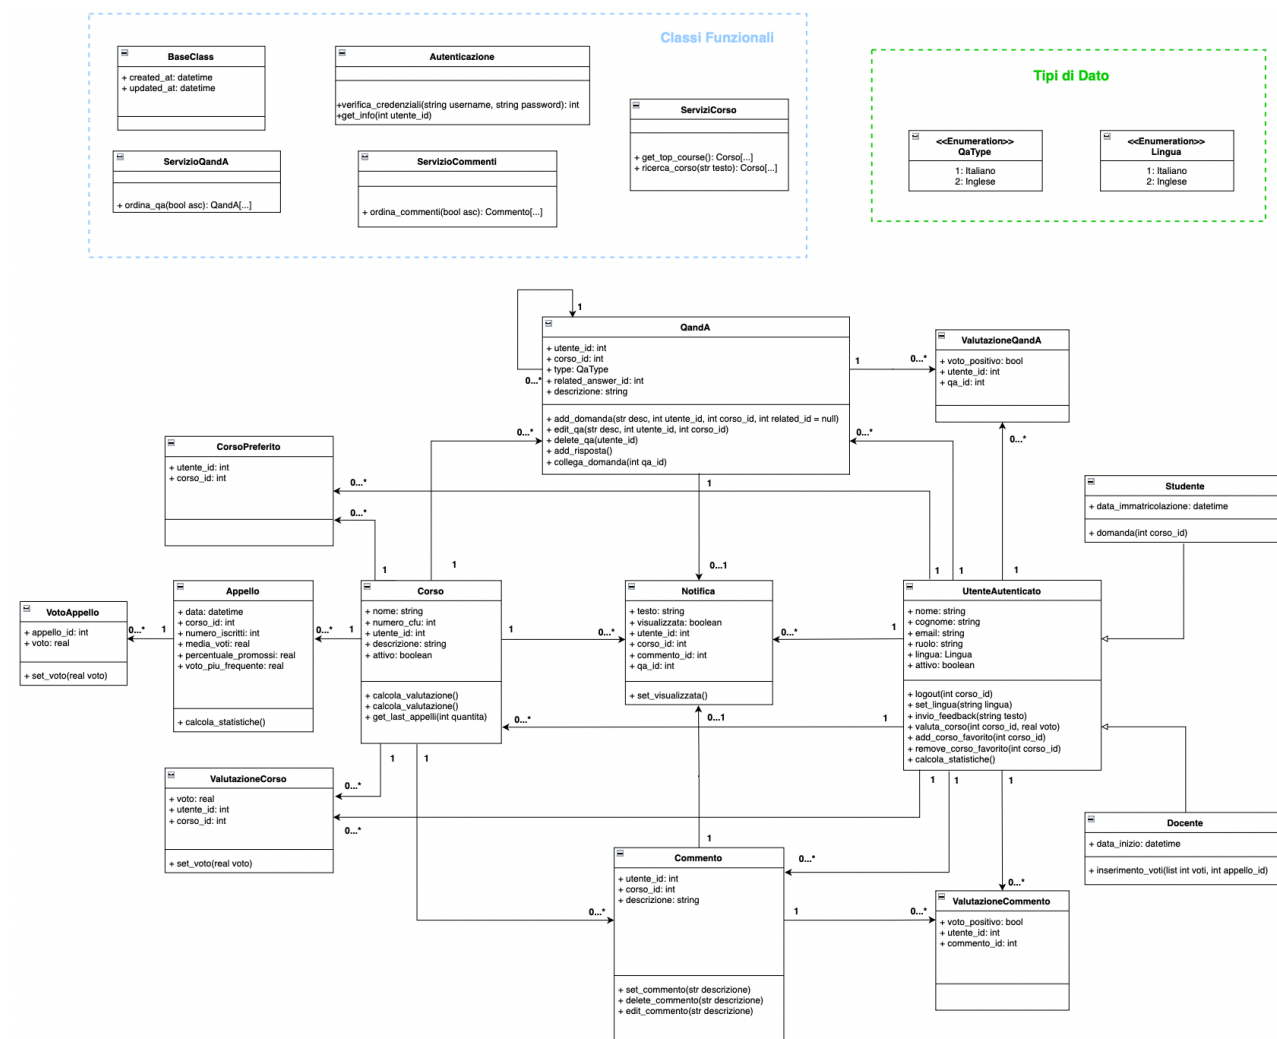 Classi Funzionali
BaseClass
+ created_at: datetime
+ updated_at: datetime
Autenticazione
+verifica_credenziali(string username, string password): int
+get_info(int utente_id)
ServiziCorso
+ get_top_course(): Corso[...]
+ ricerca_corso(str testo): Corso[...]
ServizioQandA
+ ordina_qa(bool asc): QandA[...]
ServizioCommenti
+ ordina_commenti(bool asc): Commento[...]
Tipi di Dato
<<Enumeration>>
QaType
1: Italiano
2: Inglese
<<Enumeration>>
Lingua
1: Italiano
2: Inglese
1
0...*
QandA
+ utente_id: int
+ corso_id: int
+ type: QaType
+ related_answer_id: int
+ descrizione: string
+ add_domanda(str desc, int utente_id, int corso_id, int related_id = null)
+ edit_qa(str desc, int utente_id, int corso_id)
+ delete_qa(utente_id)
+ add_risposta()
+ collega_domanda(int qa_id)
1
0...*
ValutazioneQandA
+ voto_positivo: bool
+ utente_id: int
+ qa_id: int
0...*
0...*
0...*
CorsoPreferito
+ utente_id: int
+ corso_id: int
0...*
0...*
1
Studente
+ data_immatricolazione: datetime
+ domanda(int corso_id)
1
1
0...1
1
1
1
VotoAppello
+ appello_id: int
+ voto: real
+ set_voto(real voto)
0...*
1
Appello
+ data: datetime
+ corso_id: int
+ numero_iscritti: int
+ media_voti: real
+ percentuale_promossi: real
+ voto_piu_frequente: real
+ calcola_statistiche()
0...*
1
Corso
+ nome: string
+ numero_cfu: int
+ utente_id: int
+ descrizione: string
+ attivo: boolean
+ calcola_valutazione()
+ calcola_valutazione()
+ get_last_appelli(int quantita)
1
0...*
Notifica
+ testo: string
+ visualizzata: boolean
+ utente_id: int
+ corso_id: int
+ commento_id: int
+ qa_id: int
+ set_visualizzata()
0...*
1
UtenteAutenticato
+ nome: string
+ cognome: string
+ email: string
+ ruolo: string
+ lingua: Lingua
+ attivo: boolean
+ logout(int corso_id)
+ set_lingua(string lingua)
+ invio_feedback(string testo)
+ valuta_corso(int corso_id, real voto)
+ add_corso_favorito(int corso_id)
+ remove_corso_favorito(int corso_id)
+ calcola_statistiche()
0...*
0...1
1
1
1
1
1
1
ValutazioneCorso
+ voto: real
+ utente_id: int
+ corso_id: int
+ set_voto(real voto)
0...*
0...*
Docente
+ data_inizio: datetime
+ inserimento_voti(list int voti, int appello_id)
1
0...*
0...*
Commento
+ utente_id: int
+ corso_id: int
+ descrizione: string
+ set_commento(str descrizione)
+ delete_commento(str descrizione)
+ edit_commento(str descrizione)
0...*
1
0...*
ValutazioneCommento
+ voto_positivo: bool
+ utente_id: int
+ commento_id: int